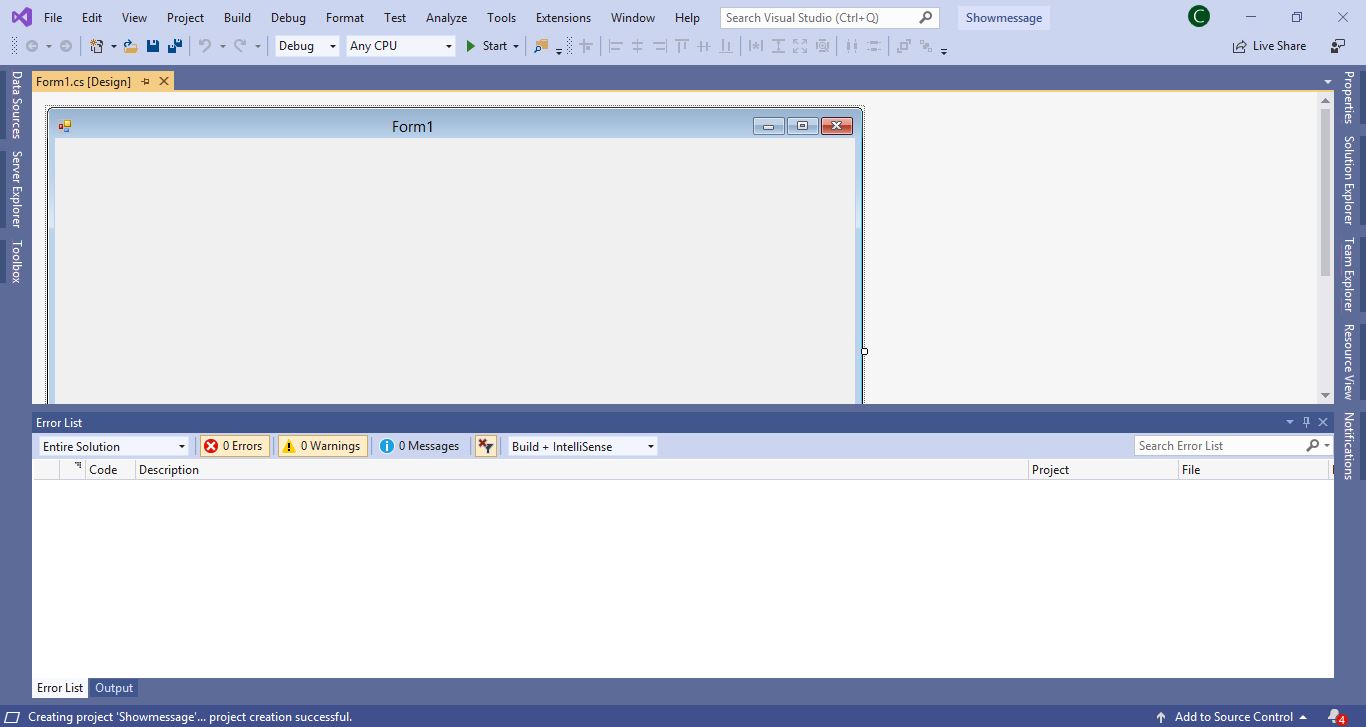 File Edit View Project Build Debug Format Test Analyze Tools Extensions Window Help Search Visual Studio (Ctrl+Q) Showmessage C
Debug Any CPU Start Live Share
Form1.cs [Design]
Data Sources
Server Explorer
Toolbox
Form1
Properties
Solution Explorer
Team Explorer
Resource View
Notifications
Error List
Entire Solution 0 Errors 0 Warnings 0 Messages Build + IntelliSense Search Error List
Code Description Project File
Error List Output
Creating project 'Showmessage'... project creation successful. Add to Source Control 4